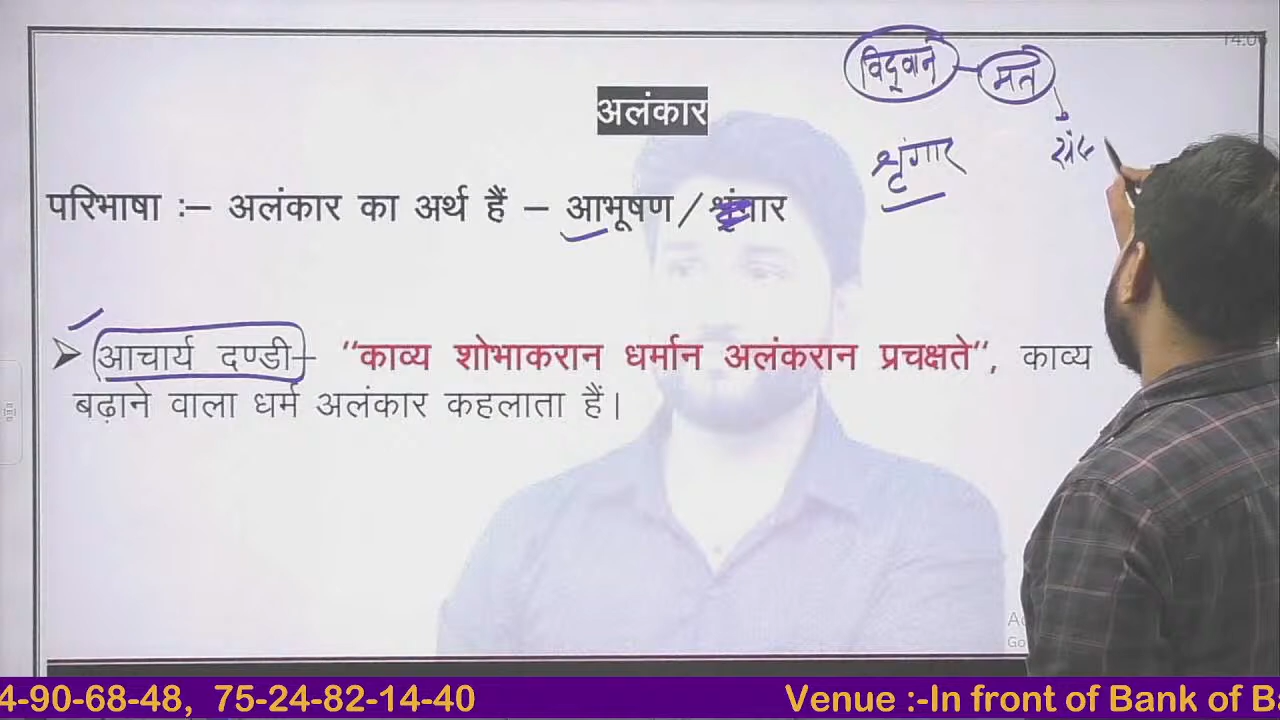 विद्वान – मत
अलंकार
श्रृंगार
परिभाषा :– अलंकार का अर्थ हैं – आभूषण / श्रृंगार
आचार्य दण्डी– ''काव्य शोभाकरान धर्मान अलंकरान प्रचक्षते'', काव्य
बढ़ाने वाला धर्म अलंकार कहलाता हैं।
4-90-68-48, 75-24-82-14-40
Venue :-In front of Bank of Ba